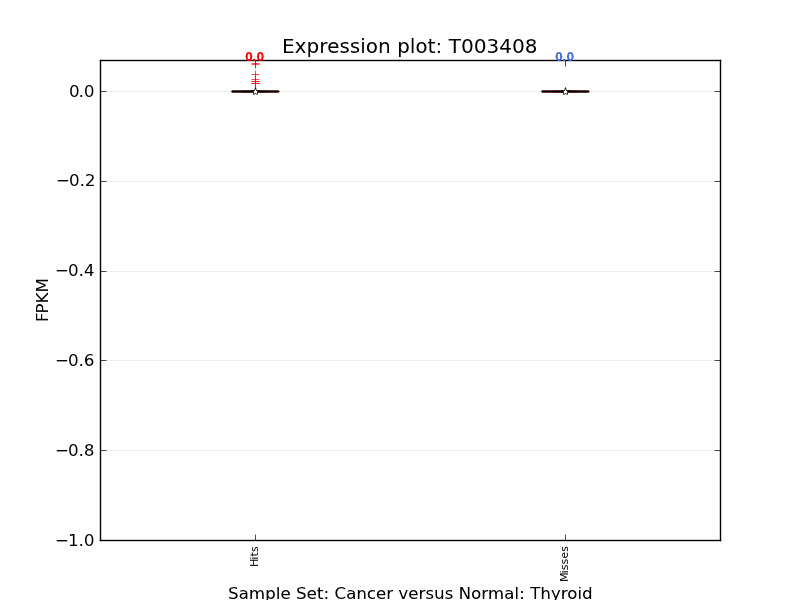 Expression plot: T003408
0.0 0.0
0.0
−0.2
−0.4
−0.6
−0.8
−1.0
FPKM
Hits
Misses
Sample Set: Cancer versus Normal: Thyroid